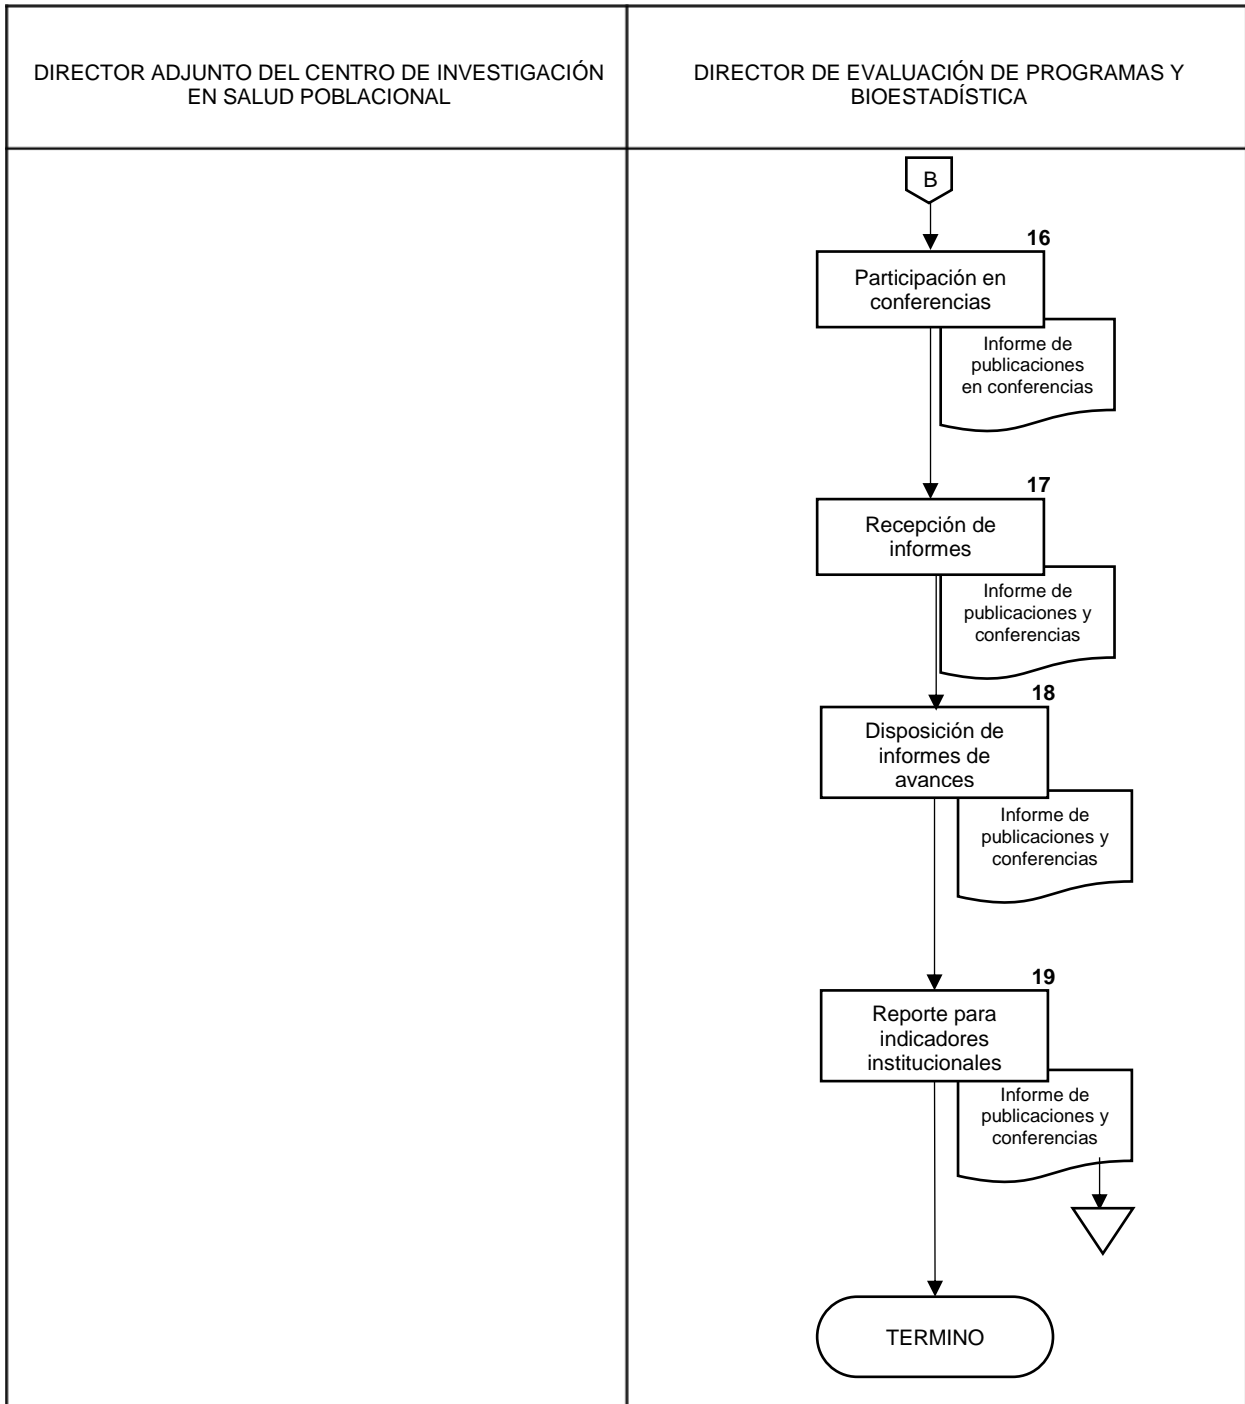 DIRECTOR ADJUNTO DEL CENTRO DE INVESTIGACIÓN
EN SALUD POBLACIONAL
DIRECTOR DE EVALUACIÓN DE PROGRAMAS Y
BIOESTADÍSTICA
B
16
Participación en
conferencias
Informe de
publicaciones
en conferencias
17
Recepción de
informes
Informe de
publicaciones y
conferencias
18
Disposición de
informes de
avances
Informe de
publicaciones y
conferencias
19
Reporte para
indicadores
institucionales
Informe de
publicaciones y
conferencias
TERMINO